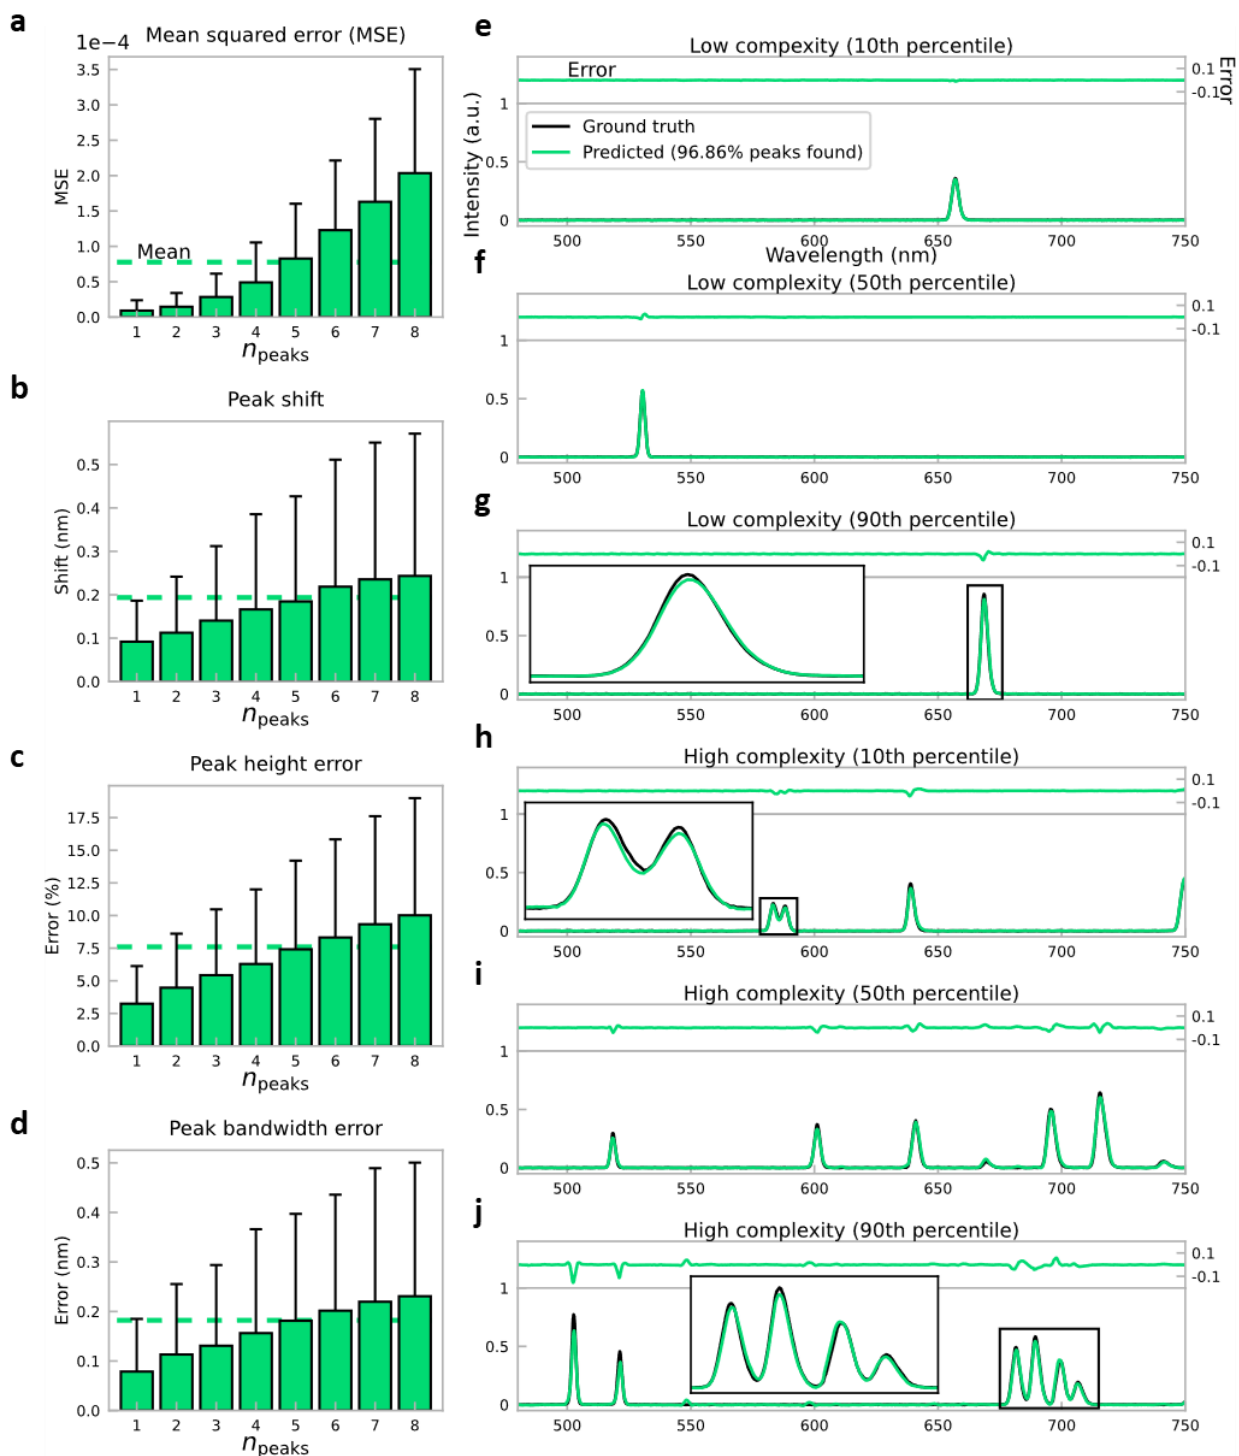 a
Mean squared error (MSE)
1e−4
3.5
3.0
2.5
2.0
1.5
1.0
0.5
0.0
MSE
Mean
1 2 3 4 5 6 7 8
npeaks
b
Peak shift
0.5
0.4
0.3
0.2
0.1
0.0
Shift (nm)
1 2 3 4 5 6 7 8
npeaks
c
Peak height error
17.5
15.0
12.5
10.0
7.5
5.0
2.5
0.0
Error (%)
1 2 3 4 5 6 7 8
npeaks
d
Peak bandwidth error
0.5
0.4
0.3
0.2
0.1
0.0
Error (nm)
1 2 3 4 5 6 7 8
npeaks
e
Low compexity (10th percentile)
Error
0.1
-0.1
Error
1
0.5
0
Intensity (a.u.)
Ground truth
Predicted (96.86% peaks found)
500 550 600 650 700 750
Wavelength (nm)
f
Low complexity (50th percentile)
0.1
-0.1
1
0.5
0
500 550 600 650 700 750
g
Low complexity (90th percentile)
0.1
-0.1
1
0.5
0
500 550 600 650 700 750
h
High complexity (10th percentile)
0.1
-0.1
1
0.5
0
500 550 600 650 700 750
i
High complexity (50th percentile)
0.1
-0.1
1
0.5
0
500 550 600 650 700 750
j
High complexity (90th percentile)
0.1
-0.1
1
0.5
0
500 550 600 650 700 750